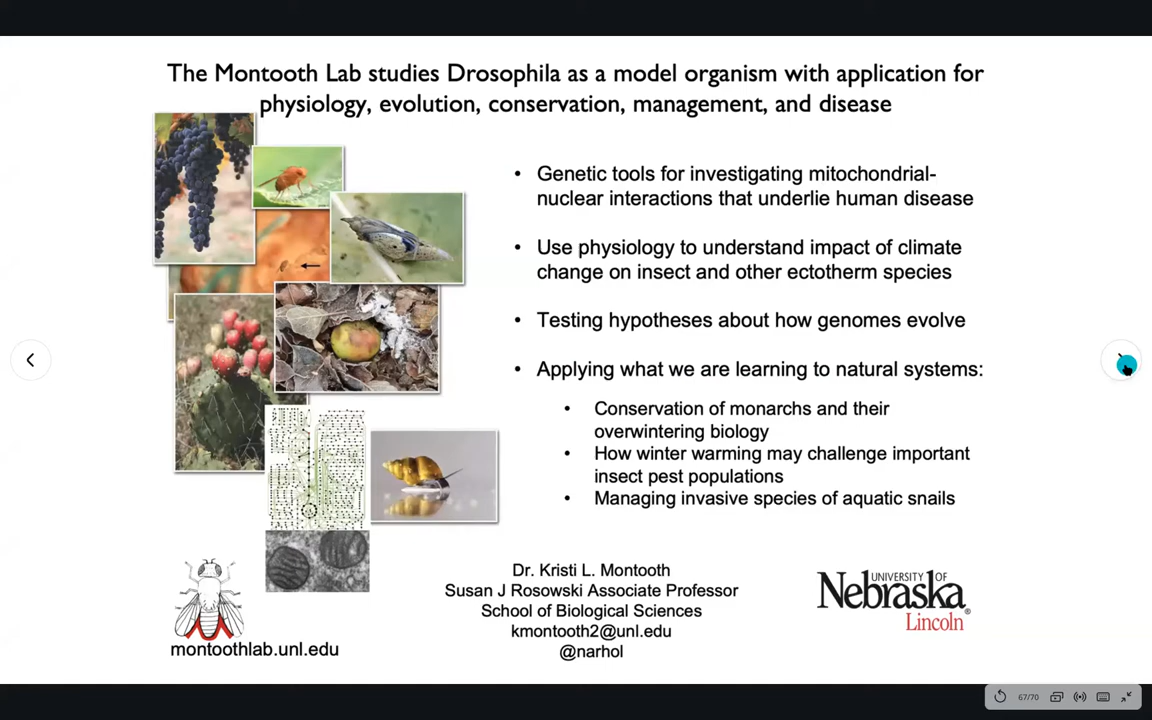 The Montooth Lab studies Drosophila as a model organism with application for
physiology, evolution, conservation, management, and disease
• Genetic tools for investigating mitochondrial-
nuclear interactions that underlie human disease
• Use physiology to understand impact of climate
change on insect and other ectotherm species
• Testing hypotheses about how genomes evolve
• Applying what we are learning to natural systems:
• Conservation of monarchs and their
overwintering biology
• How winter warming may challenge important
insect pest populations
• Managing invasive species of aquatic snails
montoothlab.unl.edu
Dr. Kristi L. Montooth
Susan J Rosowski Associate Professor
School of Biological Sciences
kmontooth2@unl.edu
@narhol
UNIVERSITY OF
Nebraska®
Lincoln
67/70